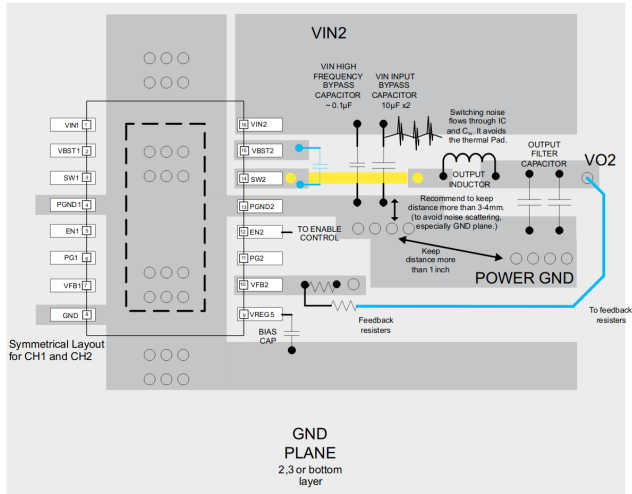 VIN2
VIN HIGH
FREQUENCY
BYPASS
CAPACITOR
~ 0.1µF
VIN INPUT
BYPASS
CAPACITOR
10µF x2
Switching noise
flows through IC
and CIN. It avoids
the thermal Pad.
OUTPUT
FILTER
CAPACITOR
VO2
OUTPUT
INDUCTOR
VIN1 1
VBST1 2
SW1 3
PGND1 4
EN1 5
PG1 6
VFB1 7
GND 8
16 VIN2
15 VBST2
14 SW2
13 PGND2
12 EN2
11 PG2
10 VFB2
9 VREG5
TO ENABLE
CONTROL
Recommend to keep
distance more than 3-4mm.
(to avoid noise scattering,
especially GND plane.)
Keep
distance more
than 1 inch
POWER GND
To feedback
resisters
Feedback
resisters
BIAS
CAP
Symmetrical Layout
for CH1 and CH2
GND
PLANE
2,3 or bottom
layer